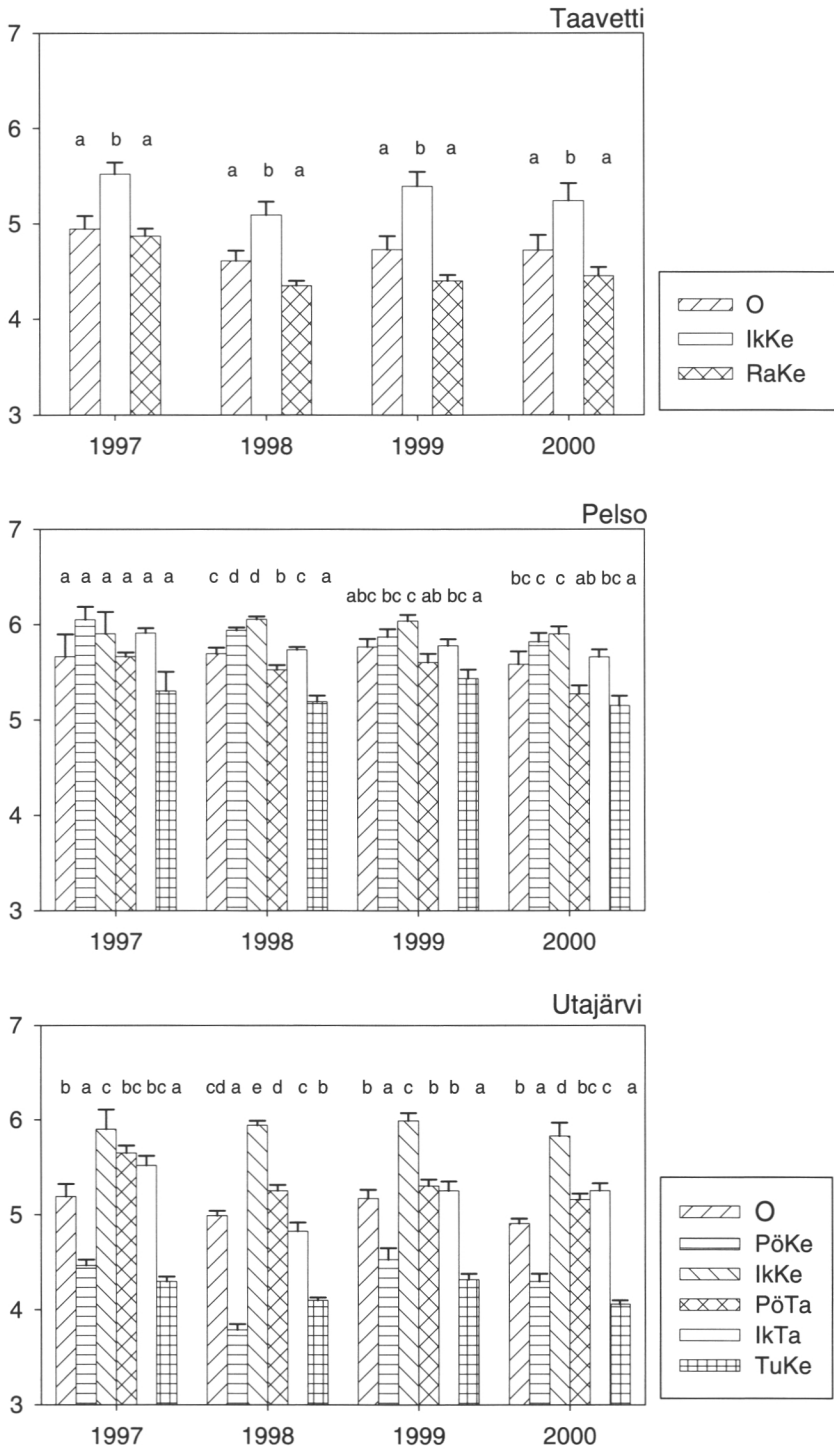 Taavetti
7
6
5
4
3
a b a a b a a b a a b a
1997 1998 1999 2000
O
IkKe
RaKe
Pelso
7
6
5
4
3
a a a a a a c d d b c a abc bc c ab bc a bc c c ab bc a
1997 1998 1999 2000
Utajärvi
7
6
5
4
3
b a c bc bc a cd a e d c b b a c b b a b a d bc c a
1997 1998 1999 2000
O
PöKe
IkKe
PöTa
IkTa
TuKe